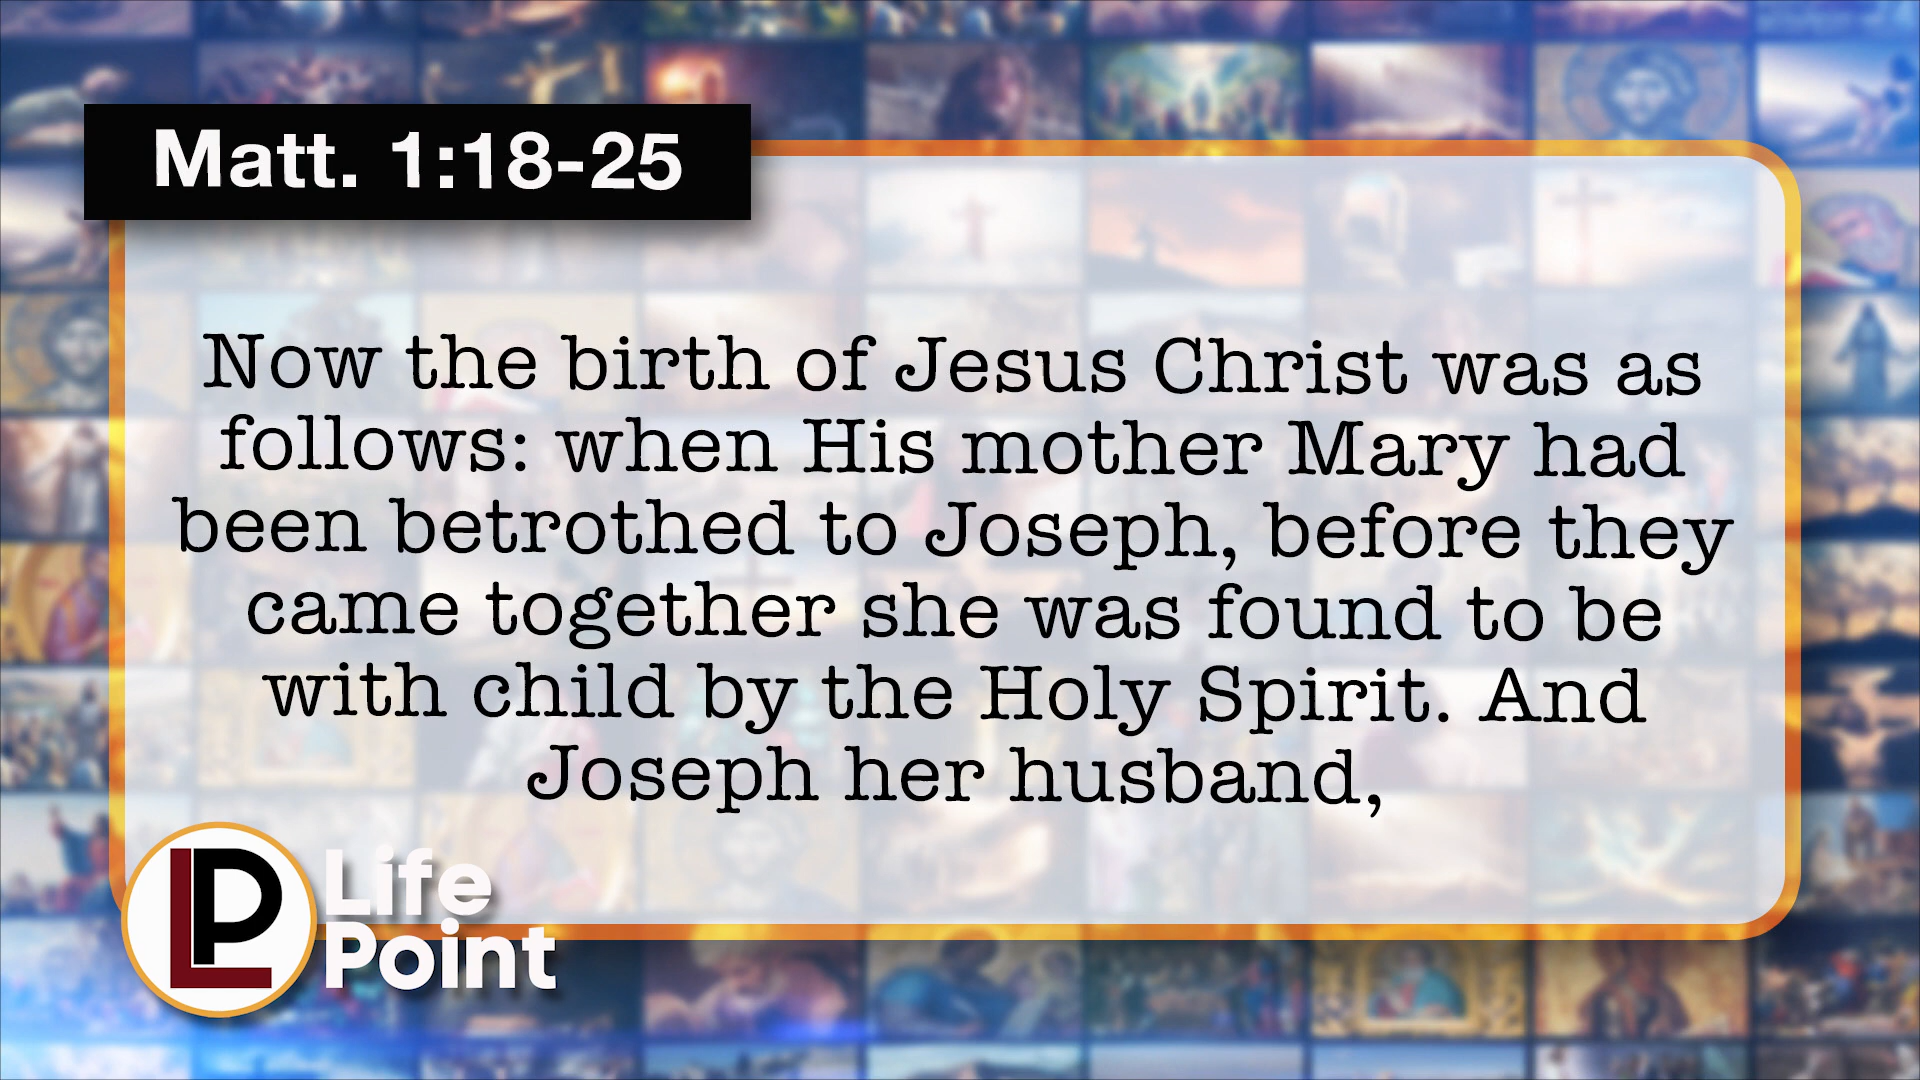 Matt. 1:18-25
Now the birth of Jesus Christ was as
follows: when His mother Mary had
been betrothed to Joseph, before they
came together she was found to be
with child by the Holy Spirit. And
Joseph her husband,
LP
Life
Point